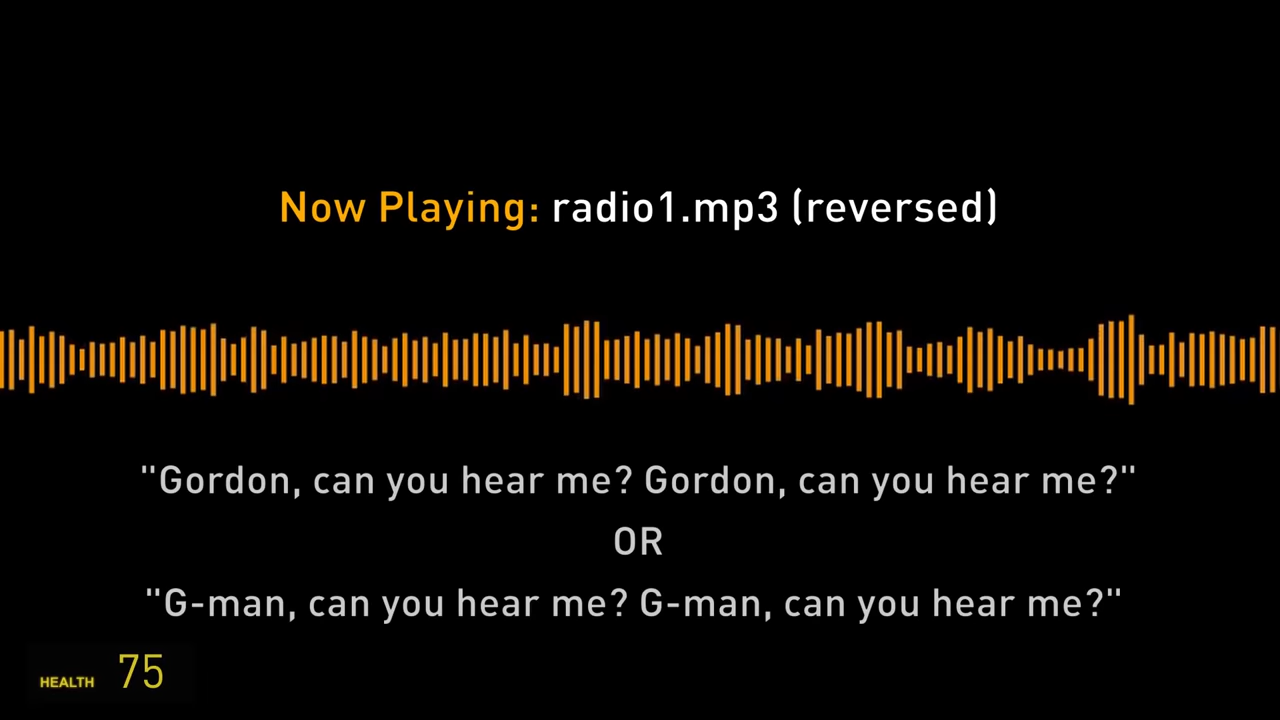 Now Playing: radio1.mp3 (reversed)
"Gordon, can you hear me? Gordon, can you hear me?"
OR
"G-man, can you hear me? G-man, can you hear me?"
HEALTH 75